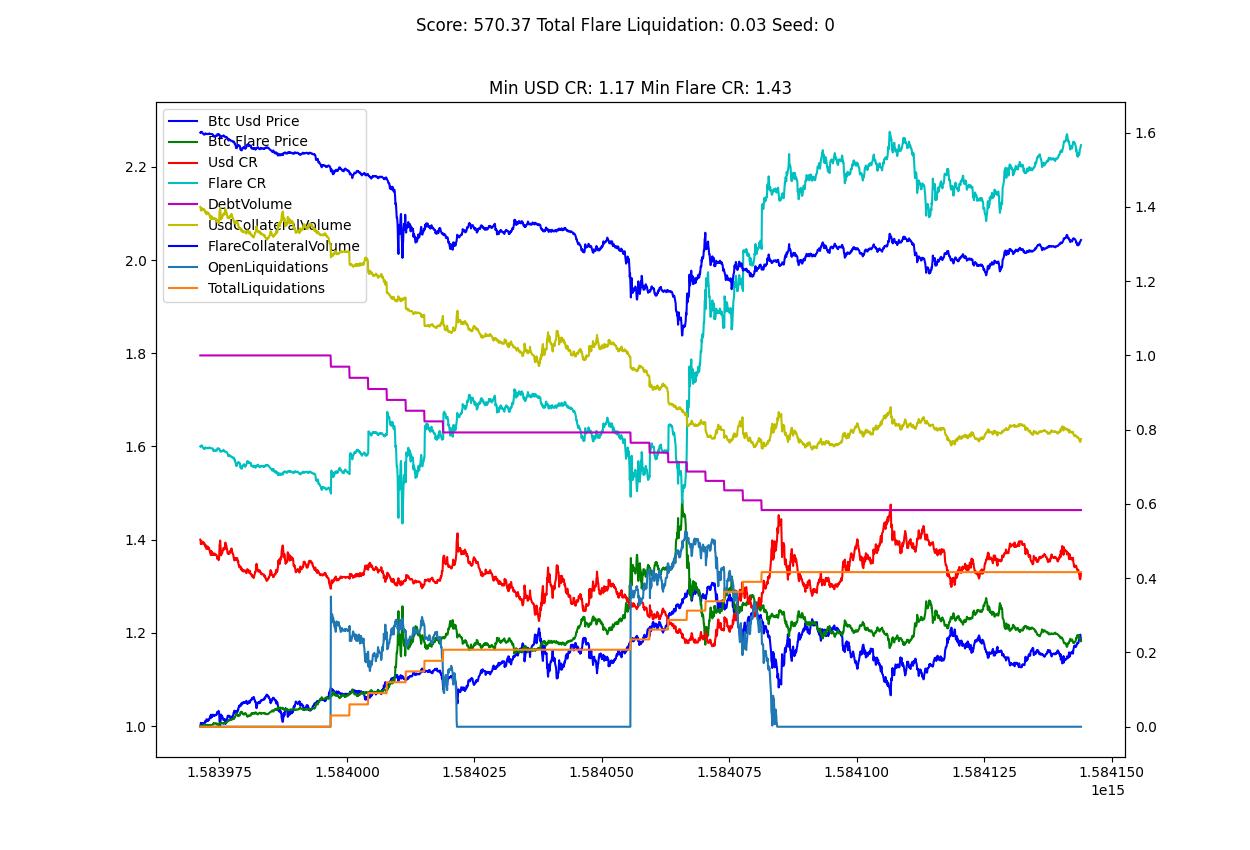 Score: 570.37 Total Flare Liquidation: 0.03 Seed: 0
Min USD CR: 1.17 Min Flare CR: 1.43
Btc Usd Price
Btc Flare Price
Usd CR
Flare CR
DebtVolume
UsdCollateralVolume
FlareCollateralVolume
OpenLiquidations
TotalLiquidations
2.2
2.0
1.8
1.6
1.4
1.2
1.0
1.6
1.4
1.2
1.0
0.8
0.6
0.4
0.2
0.0
1.583975 1.584000 1.584025 1.584050 1.584075 1.584100 1.584125 1.584150
1e15